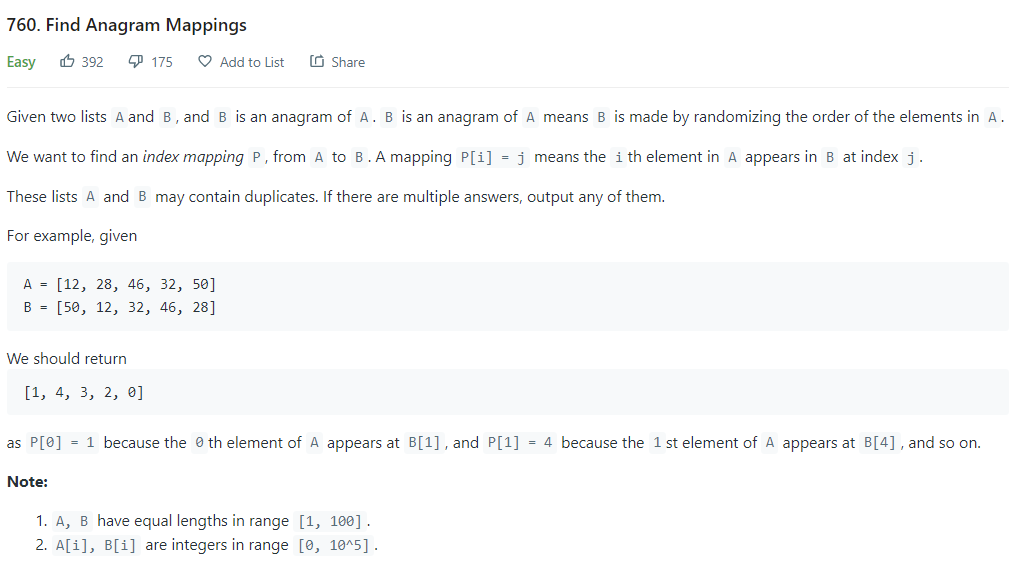 760. Find Anagram Mappings
Easy 392 175 Add to List Share
Given two lists A and B, and B is an anagram of A. B is an anagram of A means B is made by randomizing the order of the elements in A.
We want to find an index mapping P, from A to B. A mapping P[i] = j means the i th element in A appears in B at index j.
These lists A and B may contain duplicates. If there are multiple answers, output any of them.
For example, given
A = [12, 28, 46, 32, 50]
B = [50, 12, 32, 46, 28]
We should return
[1, 4, 3, 2, 0]
as P[0] = 1 because the 0 th element of A appears at B[1], and P[1] = 4 because the 1 st element of A appears at B[4], and so on.
Note:
1. A, B have equal lengths in range [1, 100].
2. A[i], B[i] are integers in range [0, 10^5].